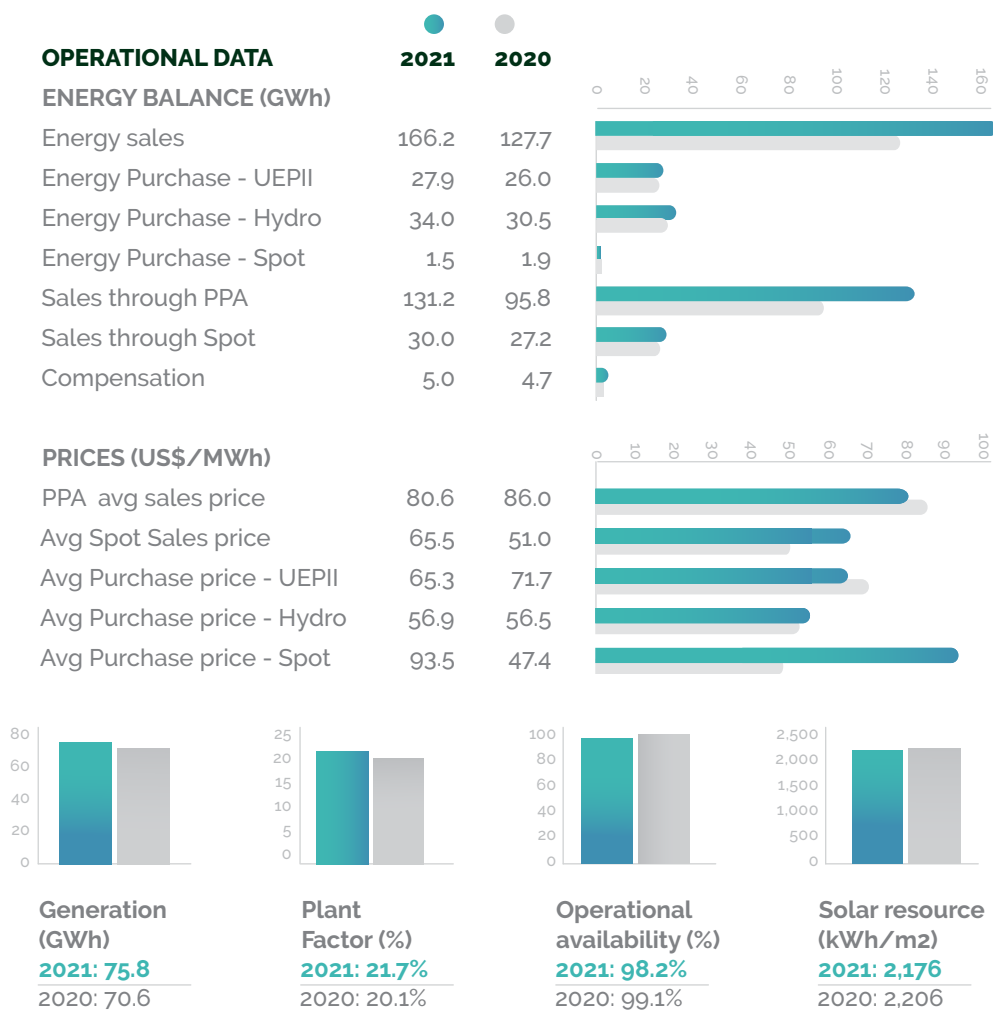 OPERATIONAL DATA 2021 2020
ENERGY BALANCE (GWh)
0 20 40 60 80 100 120 140 160
Energy sales 166.2 127.7
Energy Purchase - UEPII 27.9 26.0
Energy Purchase - Hydro 34.0 30.5
Energy Purchase - Spot 1.5 1.9
Sales through PPA 131.2 95.8
Sales through Spot 30.0 27.2
Compensation 5.0 4.7
PRICES (US$/MWh)
0 10 20 30 40 50 60 70 80 90 100
PPA avg sales price 80.6 86.0
Avg Spot Sales price 65.5 51.0
Avg Purchase price - UEPII 65.3 71.7
Avg Purchase price - Hydro 56.9 56.5
Avg Purchase price - Spot 93.5 47.4
80
60
40
20
0
Generation
(GWh)
2021: 75.8
2020: 70.6
25
20
15
10
5
0
Plant
Factor (%)
2021: 21.7%
2020: 20.1%
100
80
60
40
20
0
Operational
availability (%)
2021: 98.2%
2020: 99.1%
2,500
2,000
1,500
1,000
500
0
Solar resource
(kWh/m2)
2021: 2,176
2020: 2,206